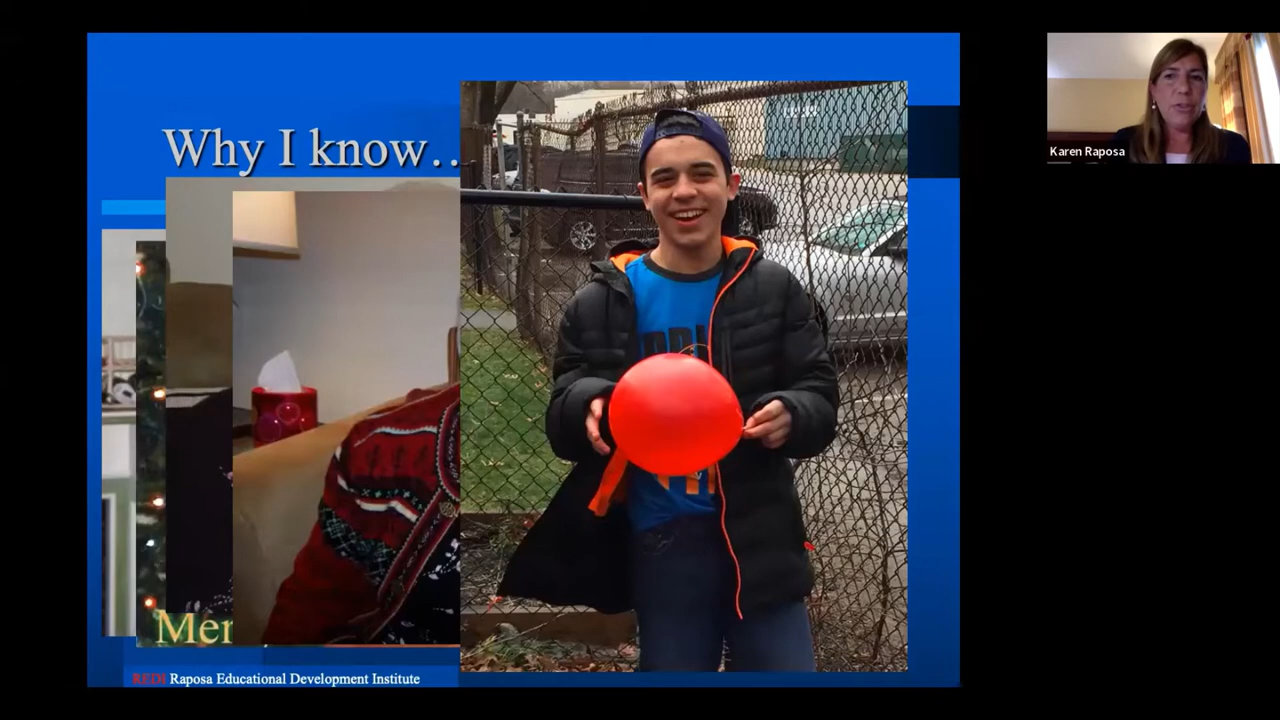 Why I know..
Karen Raposa
Mer
REDI Raposa Educational Development Institute